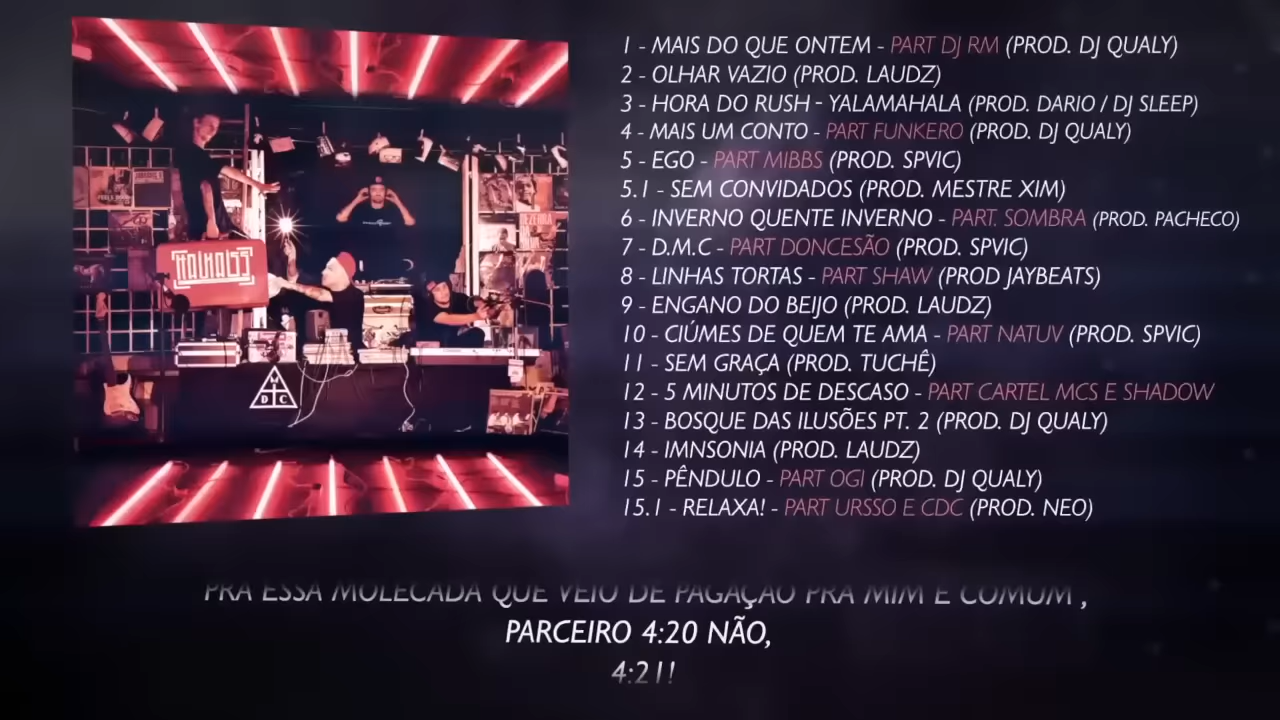 1 - MAIS DO QUE ONTEM - PART DJ RM (PROD. DJ QUALY)
2 - OLHAR VAZIO (PROD. LAUDZ)
3 - HORA DO RUSH - YALAMAHALA (PROD. DARIO / DJ SLEEP)
4 - MAIS UM CONTO - PART FUNKERO (PROD. DJ QUALY)
5 - EGO - PART MIBBS (PROD. SPVIC)
5.1 - SEM CONVIDADOS (PROD. MESTRE XIM)
6 - INVERNO QUENTE INVERNO - PART. SOMBRA (PROD. PACHECO)
7 - D.M.C - PART DONCESÃO (PROD. SPVIC)
8 - LINHAS TORTAS - PART SHAW (PROD JAYBEATS)
9 - ENGANO DO BEIJO (PROD. LAUDZ)
10 - CIÚMES DE QUEM TE AMA - PART NATUV (PROD. SPVIC)
11 - SEM GRAÇA (PROD. TUCHÊ)
12 - 5 MINUTOS DE DESCASO - PART CARTEL MCS E SHADOW
13 - BOSQUE DAS ILUSÕES PT. 2 (PROD. DJ QUALY)
14 - IMNSONIA (PROD. LAUDZ)
15 - PÊNDULO - PART OGI (PROD. DJ QUALY)
15.1 - RELAXA! - PART URSSO E CDC (PROD. NEO)
M
D C
PRA ESSA MOLECADA QUE VEIO DE PAGAÇÃO PRA MIM É COMUM ,
PARCEIRO 4:20 NÃO,
4:21!